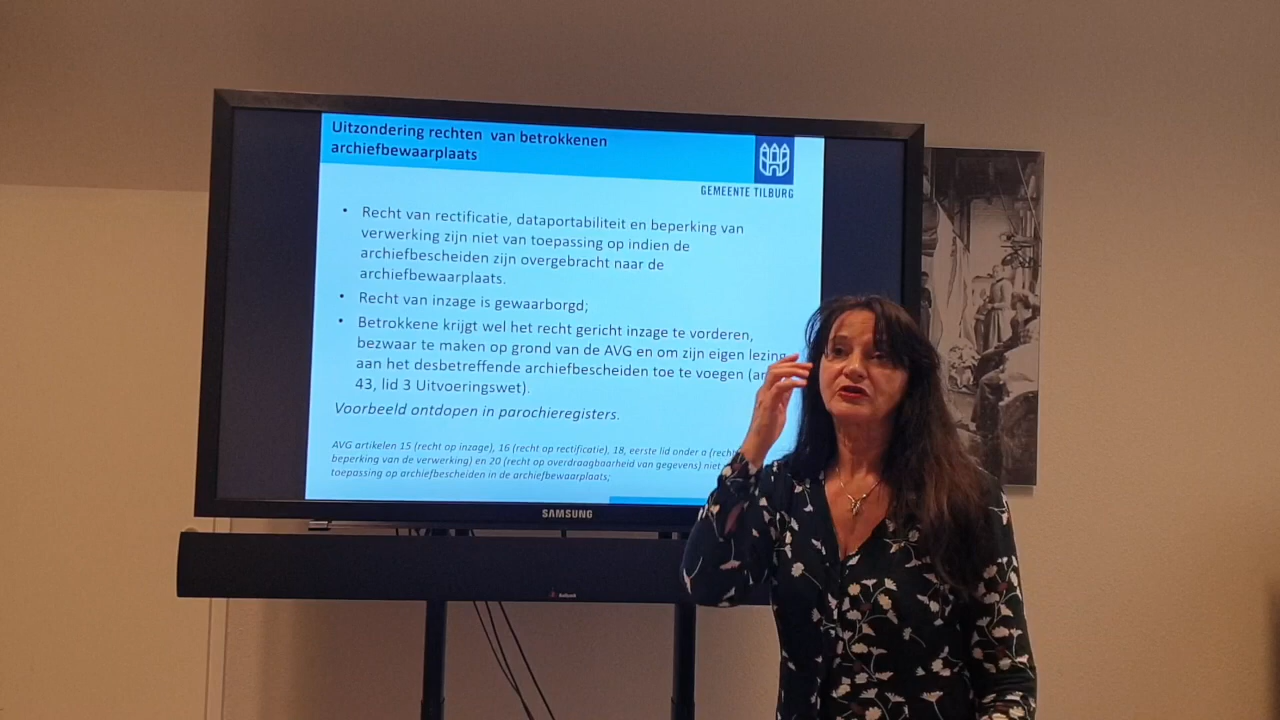 Uitzondering rechten van betrokkenen
archiefbewaarplaats
GEMEENTE TILBURG
• Recht van rectificatie, dataportabiliteit en beperking van
verwerking zijn niet van toepassing op indien de
archiefbescheiden zijn overgebracht naar de
archiefbewaarplaats.
• Recht van inzage is gewaarborgd;
• Betrokkene krijgt wel het recht gericht inzage te vorderen,
bezwaar te maken op grond van de AVG en om zijn eigen lezing
aan het desbetreffende archiefbescheiden toe te voegen
43, lid 3 Uitvoeringswet).
Voorbeeld ontdopen in parochieregisters.
AVG artikelen 15 (recht op inzage), 16 (recht op rectificatie), 18, eerste lid onder a
beperking van de verwerking) en 20 (recht op overdraagbaarheid van gegevens) niet
toepassing op archiefbescheiden in de archiefbewaarplaats;
SAMSUNG